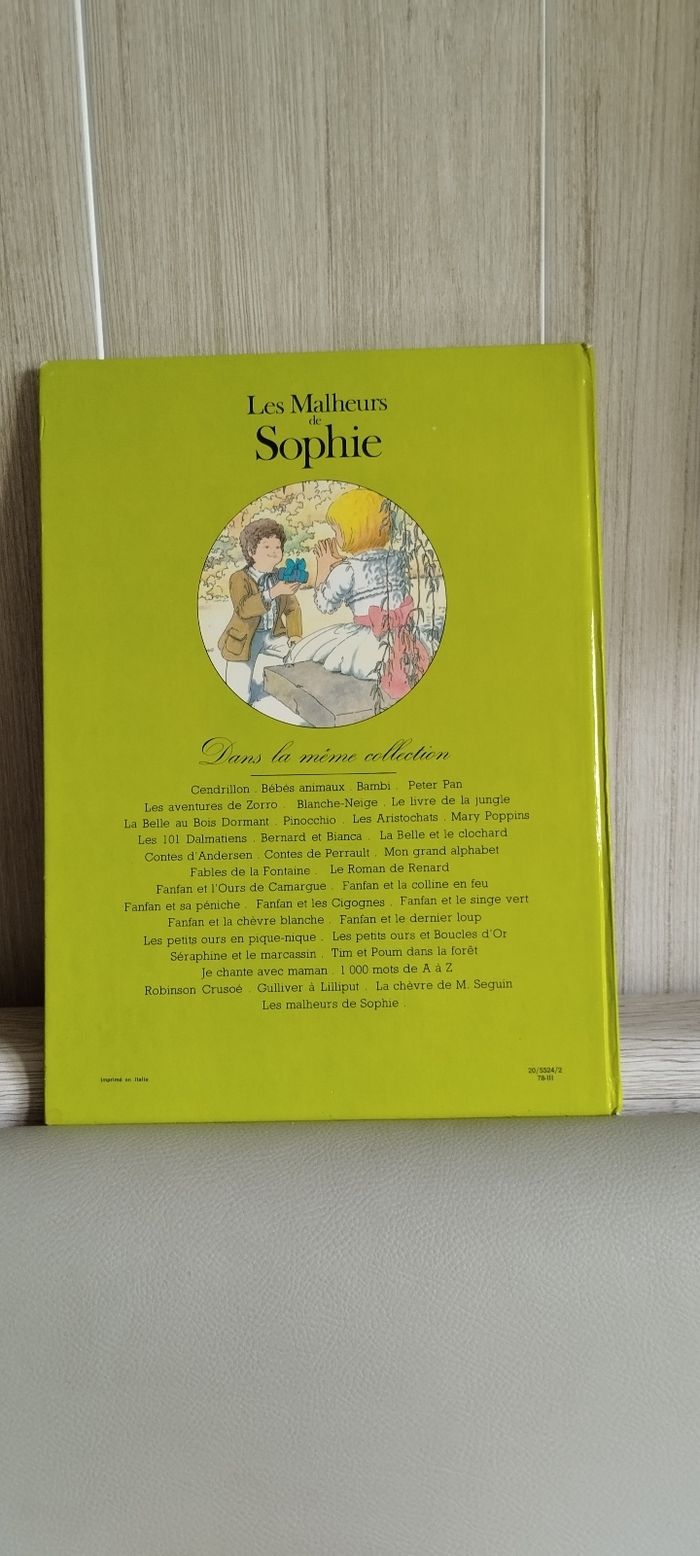 Les Malheurs
de
Sophie
Dans la même collection
Cendrillon . Bébés animaux . Bambi . Peter Pan
Les aventures de Zorro . Blanche-Neige . Le livre de la jungle
La Belle au Bois Dormant . Pinocchio . Les Aristochats . Mary Poppins
Les 101 Dalmatiens . Bernard et Bianca . La Belle et le clochard
Contes d'Andersen . Contes de Perrault . Mon grand alphabet
Fables de la Fontaine . Le Roman de Renard
Fanfan et l'Ours de Camargue . Fanfan et la colline en feu
Fanfan et sa péniche . Fanfan et les Cigognes . Fanfan et le singe vert
Fanfan et la chèvre blanche . Fanfan et le dernier loup
Les petits ours en pique-nique . Les petits ours et Boucles d'Or
Séraphine et le marcassin . Tim et Poum dans la forêt
Je chante avec maman . 1 000 mots de A à Z
Robinson Crusoé . Gulliver à Lilliput . La chèvre de M. Seguin
Les malheurs de Sophie .
Imprimé en Italie
20/5524/2
78-III